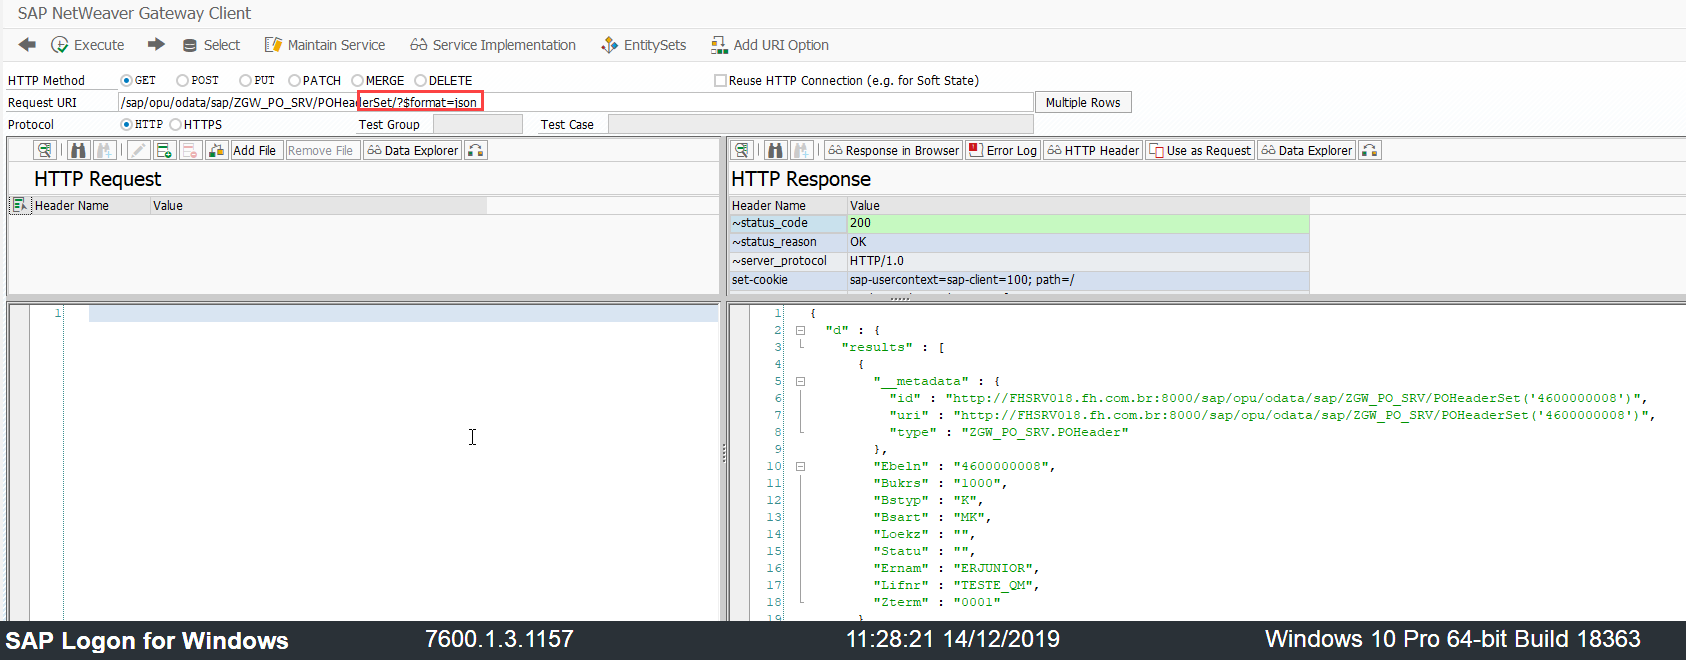 SAP NetWeaver Gateway Client
Execute Select Maintain Service Service Implementation EntitySets Add URI Option
HTTP Method GET POST PUT PATCH MERGE DELETE Reuse HTTP Connection (e.g. for Soft State)
Request URI /sap/opu/odata/sap/ZGW_PO_SRV/POHeaderSet/?$format=json Multiple Rows
Protocol HTTP HTTPS Test Group Test Case
Add File Remove File Data Explorer
HTTP Request
Header Name Value
1
Response in Browser Error Log HTTP Header Use as Request Data Explorer
HTTP Response
Header Name Value
~status_code 200
~status_reason OK
~server_protocol HTTP/1.0
set-cookie sap-usercontext=sap-client=100; path=/
1 {
2 "d" : {
3 "results" : [
4 {
5 "__metadata" : {
6 "id" : "http://FHSRV018.fh.com.br:8000/sap/opu/odata/sap/ZGW_PO_SRV/POHeaderSet('4600000008')",
7 "uri" : "http://FHSRV018.fh.com.br:8000/sap/opu/odata/sap/ZGW_PO_SRV/POHeaderSet('4600000008')",
8 "type" : "ZGW_PO_SRV.POHeader"
9 },
10 "Ebeln" : "4600000008",
11 "Bukrs" : "1000",
12 "Bstyp" : "K",
13 "Bsart" : "MK",
14 "Loekz" : "",
15 "Statu" : "",
16 "Ernam" : "ERJUNIOR",
17 "Lifnr" : "TESTE_QM",
18 "Zterm" : "0001"
19 }
SAP Logon for Windows 7600.1.3.1157 11:28:21 14/12/2019 Windows 10 Pro 64-bit Build 18363